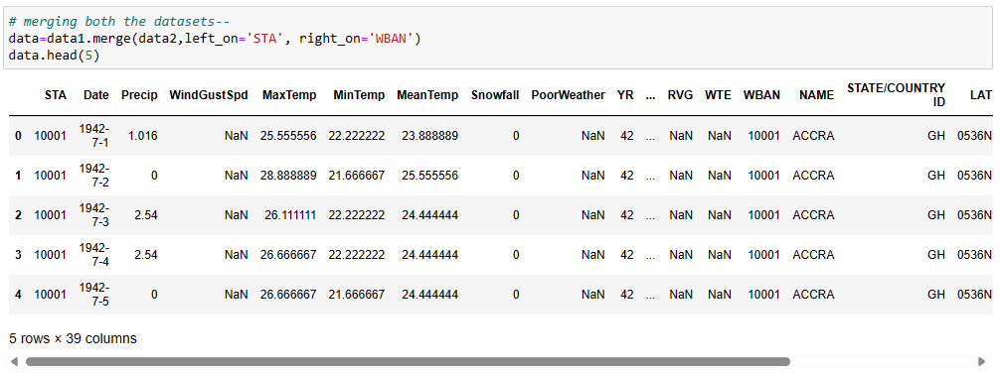 # merging both the datasets--
data=data1.merge(data2,left_on='STA', right_on='WBAN')
data.head(5)
STA Date Precip WindGustSpd MaxTemp MinTemp MeanTemp Snowfall PoorWeather YR ... RVG WTE WBAN NAME STATE/COUNTRY ID LAT
0 10001 1942-7-1 1.016 NaN 25.555556 22.222222 23.888889 0 NaN 42 ... NaN NaN 10001 ACCRA GH 0536N
1 10001 1942-7-2 0 NaN 28.888889 21.666667 25.555556 0 NaN 42 ... NaN NaN 10001 ACCRA GH 0536N
2 10001 1942-7-3 2.54 NaN 26.111111 22.222222 24.444444 0 NaN 42 ... NaN NaN 10001 ACCRA GH 0536N
3 10001 1942-7-4 2.54 NaN 26.666667 22.222222 24.444444 0 NaN 42 ... NaN NaN 10001 ACCRA GH 0536N
4 10001 1942-7-5 0 NaN 26.666667 21.666667 24.444444 0 NaN 42 ... NaN NaN 10001 ACCRA GH 0536N
5 rows × 39 columns